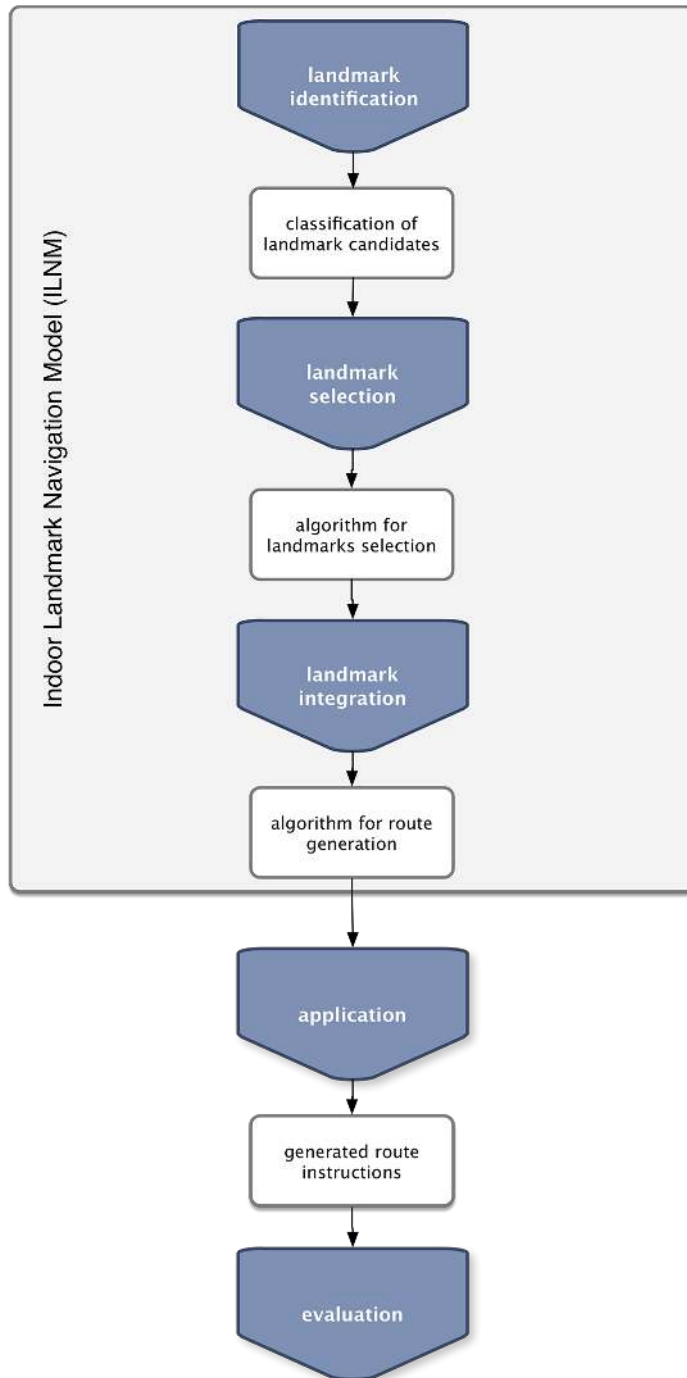 Indoor Landmark Navigation Model (ILNM)
landmark
identification
classification of
landmark candidates
landmark
selection
algorithm for
landmarks selection
landmark
integration
algorithm for route
generation
application
generated route
instructions
evaluation